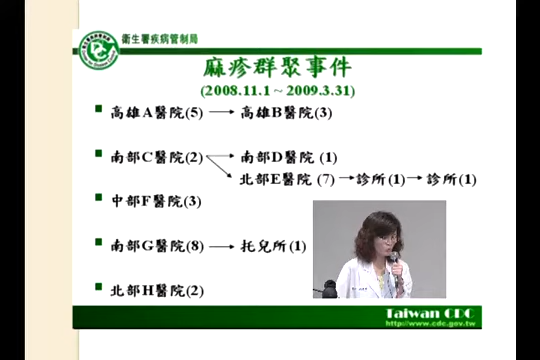 衛生署疾病管制局
麻疹群聚事件
(2008.11.1 ~ 2009.3.31)
高雄A醫院(5) → 高雄B醫院(3)
南部C醫院(2) → 南部D醫院 (1)
北部E醫院 (7) → 診所(1) → 診所(1)
中部F醫院(3)
南部G醫院(8) → 托兒所(1)
北部H醫院(2)
Taiwan CDC
http://www.cdc.gov.tw